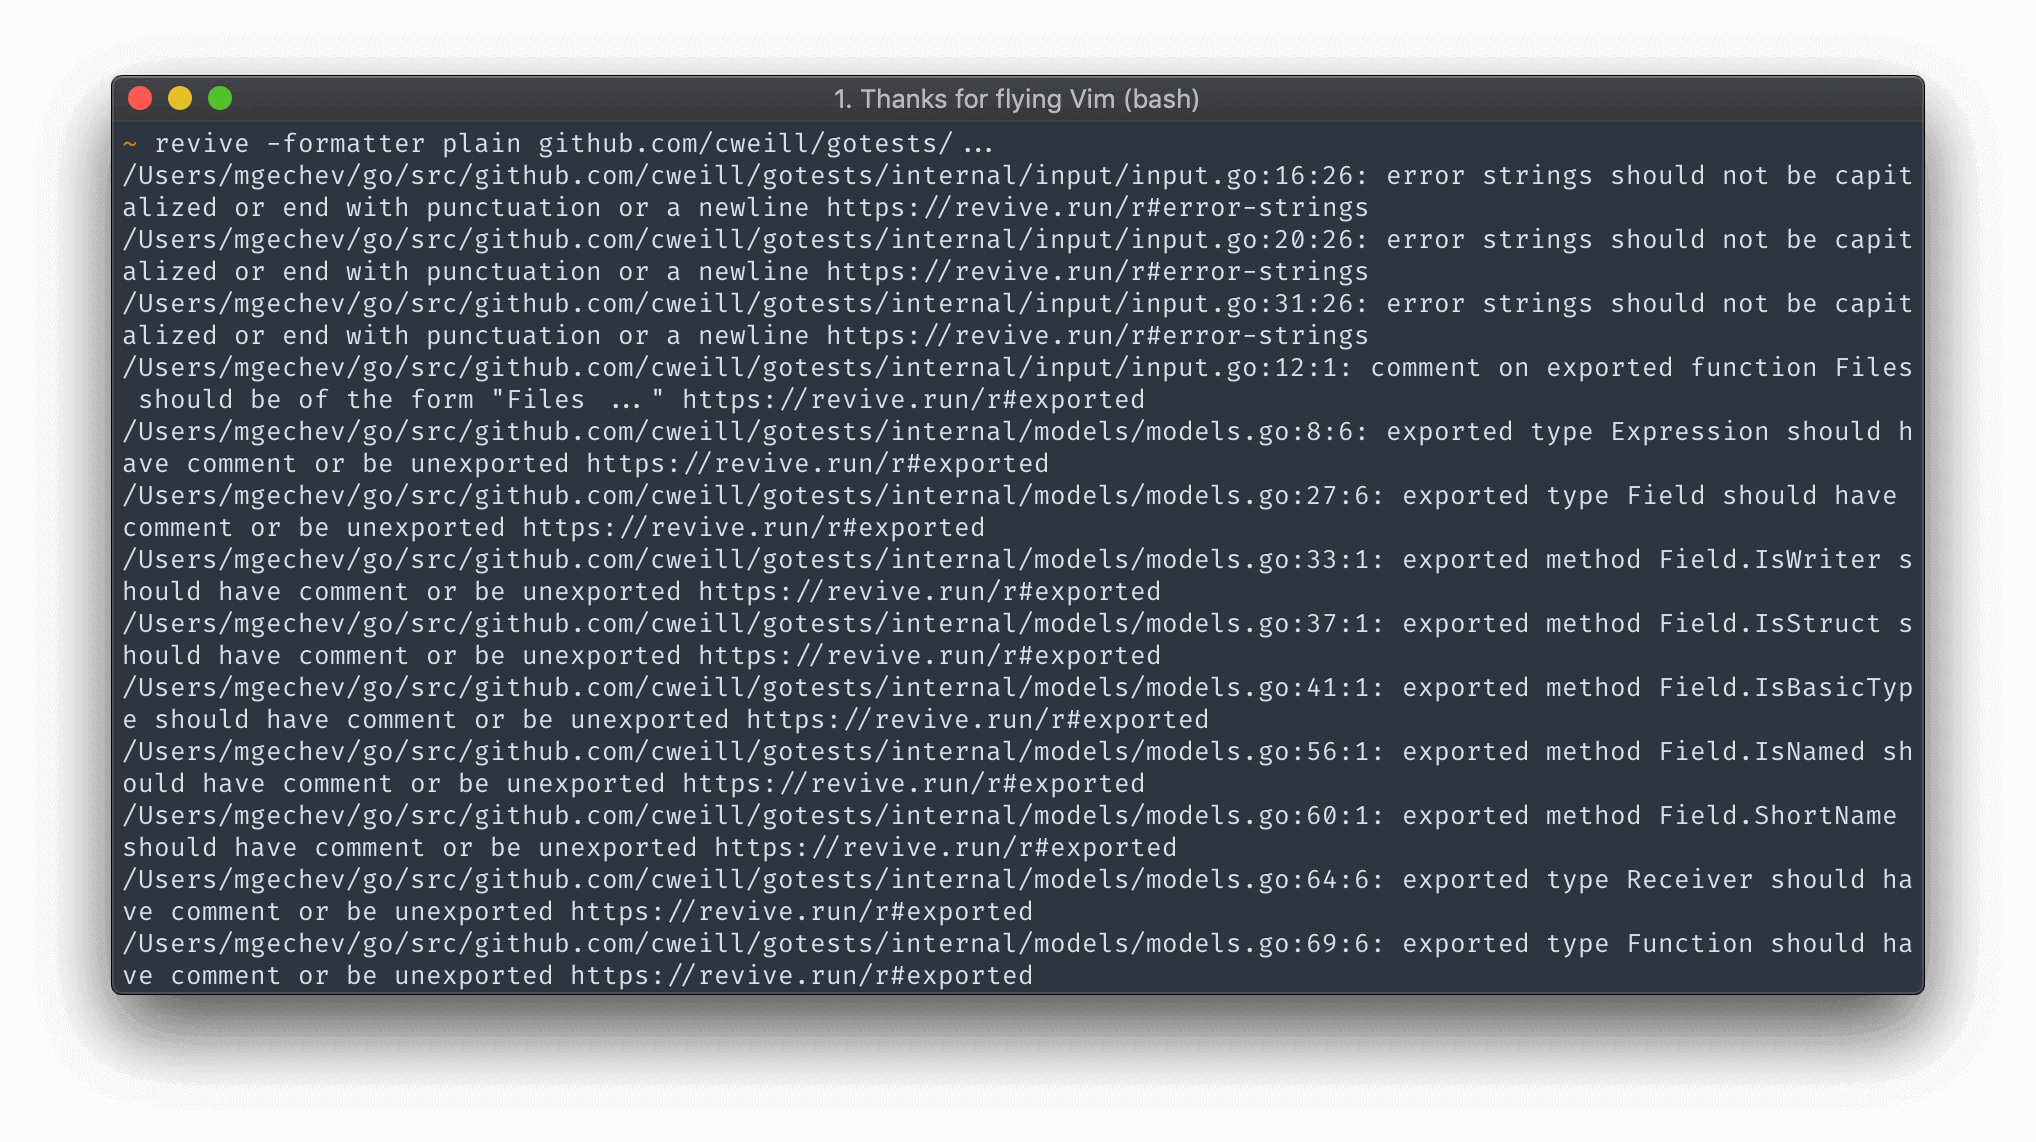 1. Thanks for flying Vim (bash)
~ revive -formatter plain github.com/cweill/gotests/...
/Users/mgechev/go/src/github.com/cweill/gotests/internal/input/input.go:16:26: error strings should not be capit
alized or end with punctuation or a newline https://revive.run/r#error-strings
/Users/mgechev/go/src/github.com/cweill/gotests/internal/input/input.go:20:26: error strings should not be capit
alized or end with punctuation or a newline https://revive.run/r#error-strings
/Users/mgechev/go/src/github.com/cweill/gotests/internal/input/input.go:31:26: error strings should not be capit
alized or end with punctuation or a newline https://revive.run/r#error-strings
/Users/mgechev/go/src/github.com/cweill/gotests/internal/input/input.go:12:1: comment on exported function Files
 should be of the form "Files ..." https://revive.run/r#exported
/Users/mgechev/go/src/github.com/cweill/gotests/internal/models/models.go:8:6: exported type Expression should h
ave comment or be unexported https://revive.run/r#exported
/Users/mgechev/go/src/github.com/cweill/gotests/internal/models/models.go:27:6: exported type Field should have
comment or be unexported https://revive.run/r#exported
/Users/mgechev/go/src/github.com/cweill/gotests/internal/models/models.go:33:1: exported method Field.IsWriter s
hould have comment or be unexported https://revive.run/r#exported
/Users/mgechev/go/src/github.com/cweill/gotests/internal/models/models.go:37:1: exported method Field.IsStruct s
hould have comment or be unexported https://revive.run/r#exported
/Users/mgechev/go/src/github.com/cweill/gotests/internal/models/models.go:41:1: exported method Field.IsBasicTyp
e should have comment or be unexported https://revive.run/r#exported
/Users/mgechev/go/src/github.com/cweill/gotests/internal/models/models.go:56:1: exported method Field.IsNamed sh
ould have comment or be unexported https://revive.run/r#exported
/Users/mgechev/go/src/github.com/cweill/gotests/internal/models/models.go:60:1: exported method Field.ShortName
should have comment or be unexported https://revive.run/r#exported
/Users/mgechev/go/src/github.com/cweill/gotests/internal/models/models.go:64:6: exported type Receiver should ha
ve comment or be unexported https://revive.run/r#exported
/Users/mgechev/go/src/github.com/cweill/gotests/internal/models/models.go:69:6: exported type Function should ha
ve comment or be unexported https://revive.run/r#exported